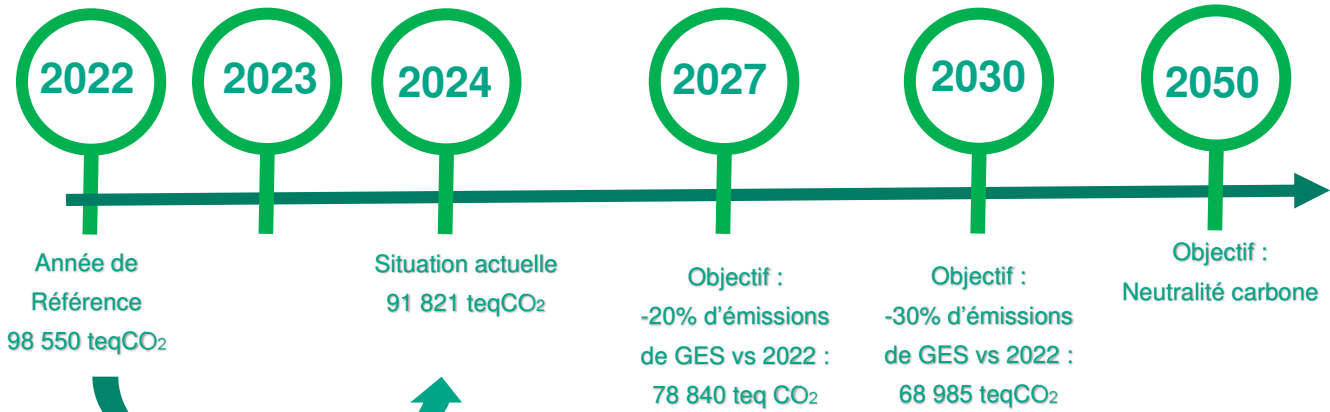 2022
2023
2024
2027
2030
2050
Année de
Référence
98 550 teqCO2
Situation actuelle
91 821 teqCO2
Objectif :
-20% d’émissions
de GES vs 2022 :
78 840 teq CO2
Objectif :
-30% d’émissions
de GES vs 2022 :
68 985 teqCO2
Objectif :
Neutralité carbone